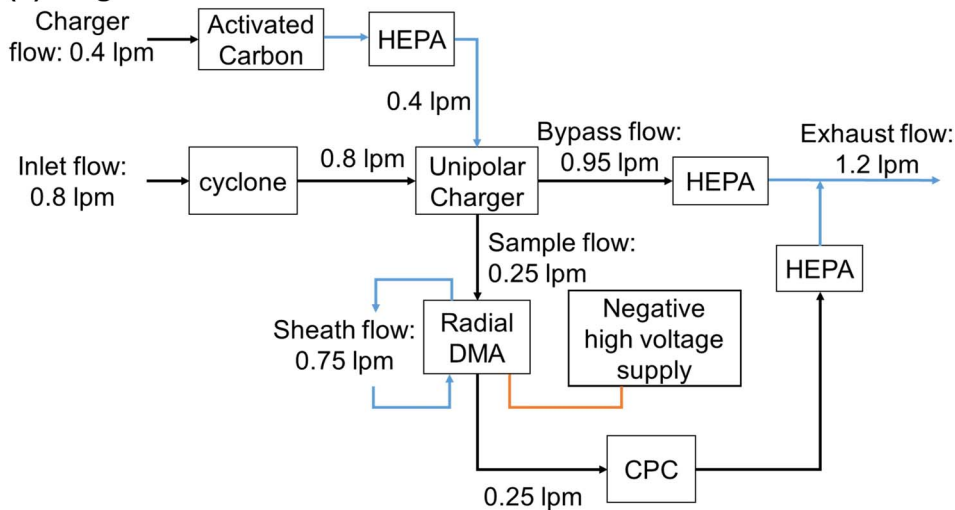 Charger
flow: 0.4 lpm
Activated
Carbon
HEPA
0.4 lpm
Inlet flow:
0.8 lpm
cyclone
0.8 lpm
Unipolar
Charger
Bypass flow:
0.95 lpm
HEPA
Exhaust flow:
1.2 lpm
Sample flow:
0.25 lpm
HEPA
Sheath flow:
0.75 lpm
Radial
DMA
Negative
high voltage
supply
0.25 lpm
CPC